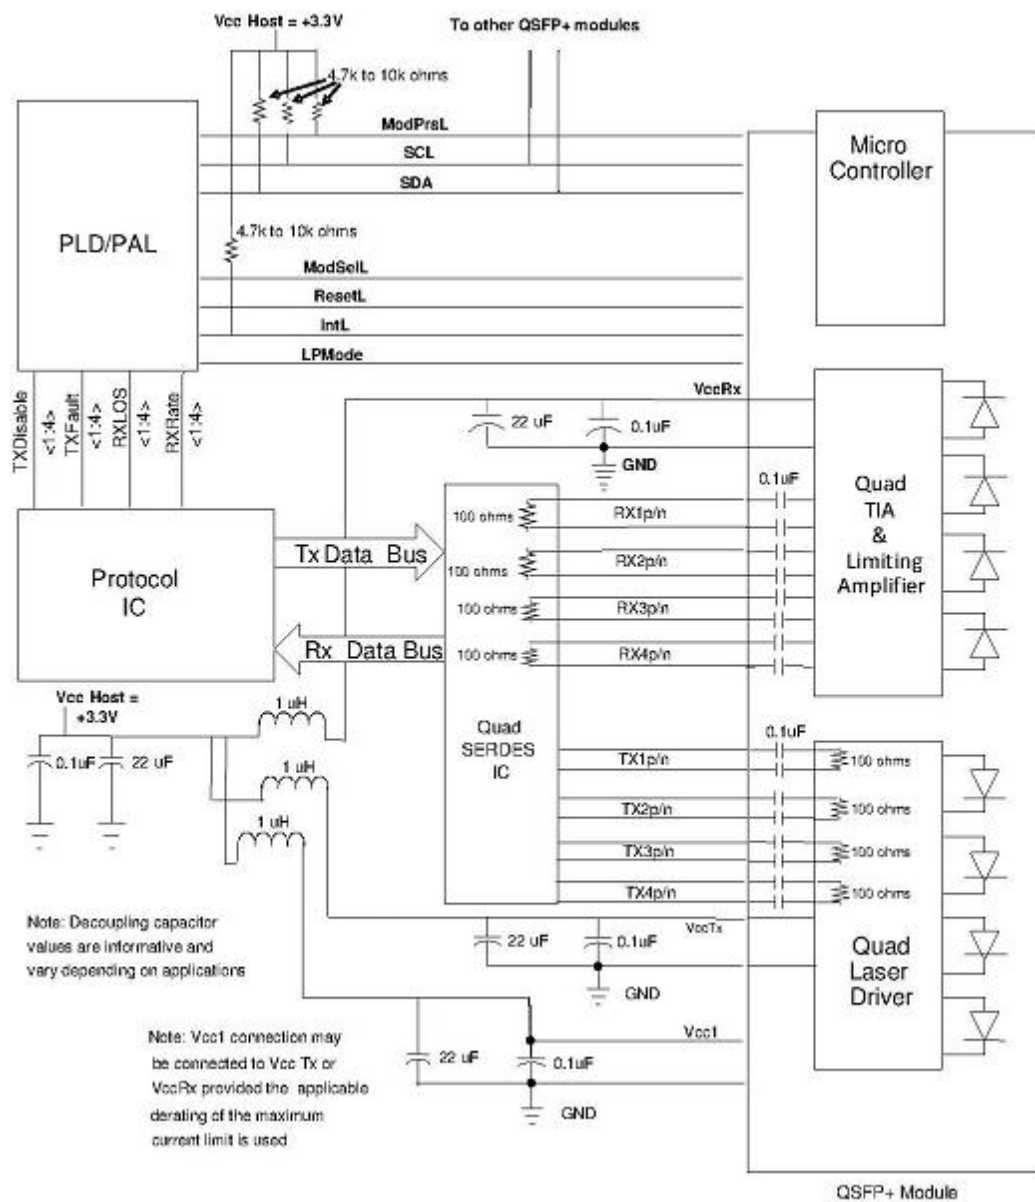 Vcc Host = +3.3V
To other QSFP+ modules
4.7k to 10k ohms
ModPrsL
SCL
SDA
Micro
Controller
PLD/PAL
4.7k to 10k ohms
ModSelL
ResetL
IntL
LPMode
TXDisable
<1:4>
TXFault
<1:4>
RXLOS
<1:4>
RXRate
<1:4>
VccRx
22 uF
0.1uF
GND
0.1uF
100 ohms
RX1p/n
100 ohms
RX2p/n
100 ohms
RX3p/n
100 ohms
RX4p/n
Quad
TIA
&
Limiting
Amplifier
Tx Data Bus
Protocol
IC
Rx Data Bus
Vcc Host =
+3.3V
0.1uF
22 uF
1 uH
1 uH
1 uH
Quad
SERDES
IC
0.1uF
TX1p/n
100 ohms
TX2p/n
100 ohms
TX3p/n
100 ohms
TX4p/n
100 ohms
Note: Decoupling capacitor
values are informative and
vary depending on applications
22 uF
0.1uF
VccTx
GND
Quad
Laser
Driver
Note: Vcc1 connection may
be connected to Vcc Tx or
VccRx provided the applicable
derating of the maximum
current limit is used
22 uF
0.1uF
Vcc1
GND
QSFP+ Module